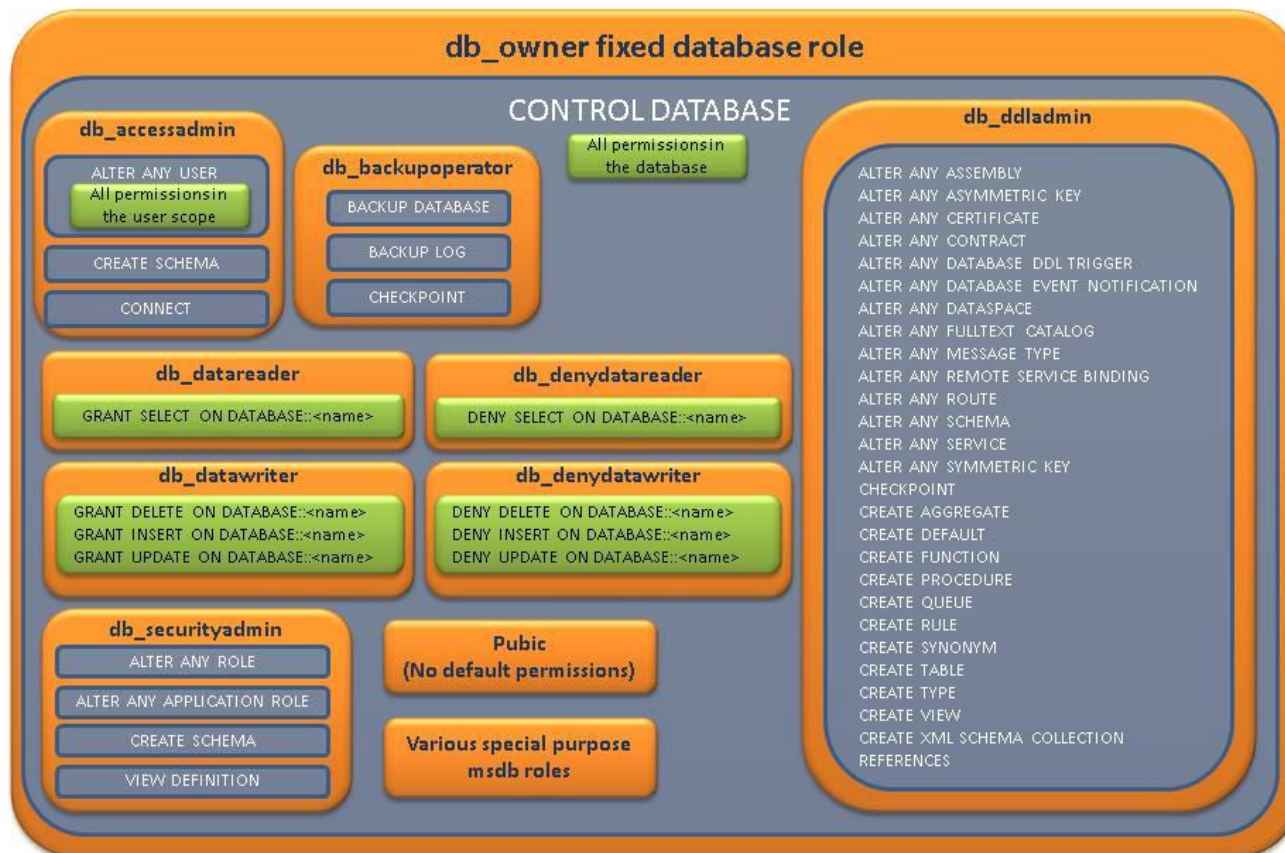 db_owner fixed database role
CONTROL DATABASE
All permissions in
the database
db_accessadmin
ALTER ANY USER
All permissions in
the user scope
CREATE SCHEMA
CONNECT
db_backupoperator
BACKUP DATABASE
BACKUP LOG
CHECKPOINT
db_datareader
GRANT SELECT ON DATABASE::<name>
db_denydatareader
DENY SELECT ON DATABASE::<name>
db_datawriter
GRANT DELETE ON DATABASE::<name>
GRANT INSERT ON DATABASE::<name>
GRANT UPDATE ON DATABASE::<name>
db_denydatawriter
DENY DELETE ON DATABASE::<name>
DENY INSERT ON DATABASE::<name>
DENY UPDATE ON DATABASE::<name>
db_securityadmin
ALTER ANY ROLE
ALTER ANY APPLICATION ROLE
CREATE SCHEMA
VIEW DEFINITION
Pubic
(No default permissions)
Various special purpose
msdb roles
db_ddladmin
ALTER ANY ASSEMBLY
ALTER ANY ASYMMETRIC KEY
ALTER ANY CERTIFICATE
ALTER ANY CONTRACT
ALTER ANY DATABASE DDL TRIGGER
ALTER ANY DATABASE EVENT NOTIFICATION
ALTER ANY DATASPACE
ALTER ANY FULLTEXT CATALOG
ALTER ANY MESSAGE TYPE
ALTER ANY REMOTE SERVICE BINDING
ALTER ANY ROUTE
ALTER ANY SCHEMA
ALTER ANY SERVICE
ALTER ANY SYMMETRIC KEY
CHECKPOINT
CREATE AGGREGATE
CREATE DEFAULT
CREATE FUNCTION
CREATE PROCEDURE
CREATE QUEUE
CREATE RULE
CREATE SYNONYM
CREATE TABLE
CREATE TYPE
CREATE VIEW
CREATE XML SCHEMA COLLECTION
REFERENCES